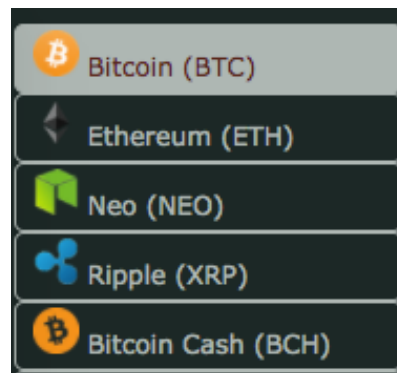 Bitcoin (BTC)
Ethereum (ETH)
Neo (NEO)
Ripple (XRP)
Bitcoin Cash (BCH)